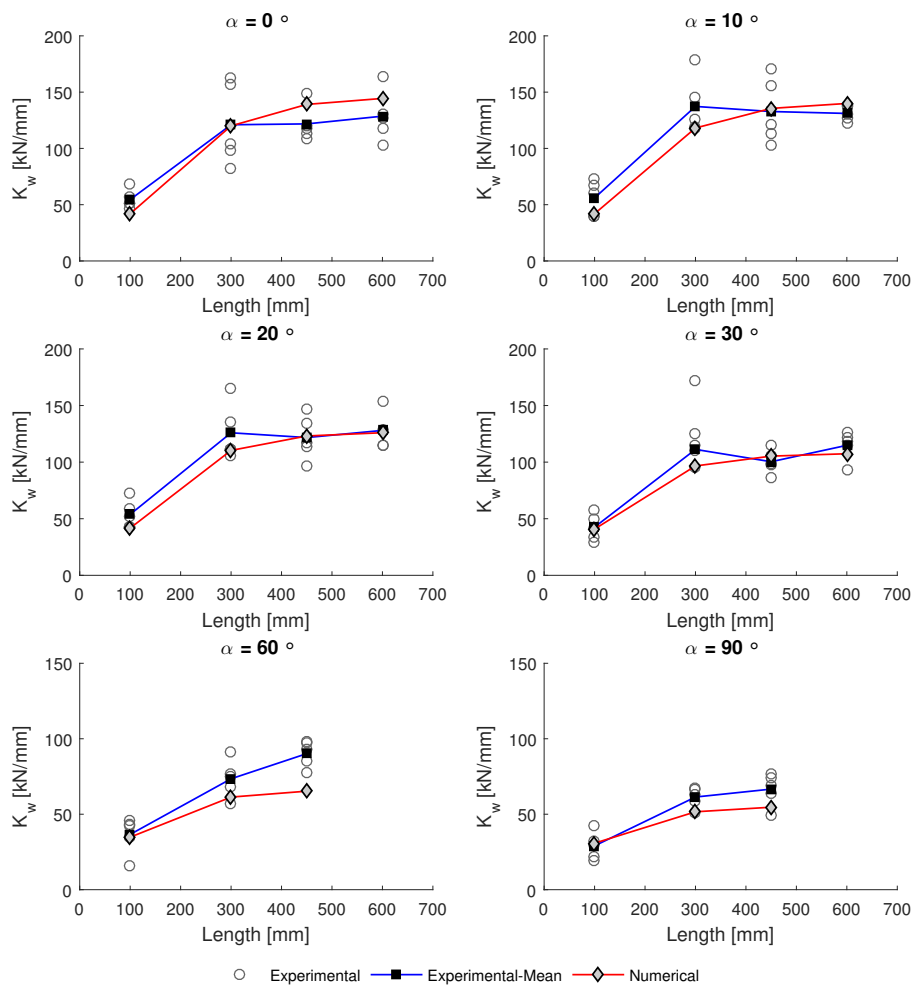 α = 0 °
α = 10 °
200
150
100
50
0
K_w [kN/mm]
0 100 200 300 400 500 600 700
Length [mm]
200
150
100
50
0
K_w [kN/mm]
0 100 200 300 400 500 600 700
Length [mm]
α = 20 °
α = 30 °
200
150
100
50
0
K_w [kN/mm]
0 100 200 300 400 500 600 700
Length [mm]
200
150
100
50
0
K_w [kN/mm]
0 100 200 300 400 500 600 700
Length [mm]
α = 60 °
α = 90 °
150
100
50
0
K_w [kN/mm]
0 100 200 300 400 500 600 700
Length [mm]
150
100
50
0
K_w [kN/mm]
0 100 200 300 400 500 600 700
Length [mm]
Experimental Experimental-Mean Numerical